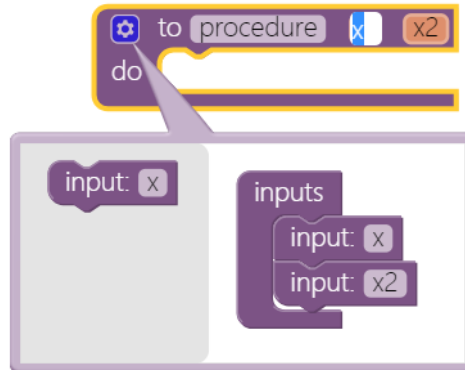 to procedure x x2
do
input: x
inputs
input: x
input: x2